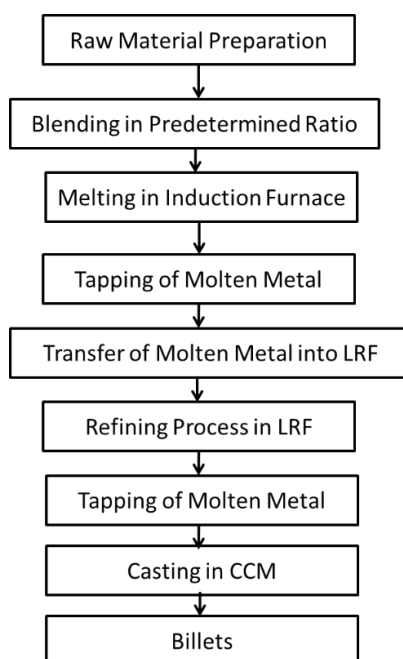 Raw Material Preparation
Blending in Predetermined Ratio
Melting in Induction Furnace
Tapping of Molten Metal
Transfer of Molten Metal into LRF
Refining Process in LRF
Tapping of Molten Metal
Casting in CCM
Billets